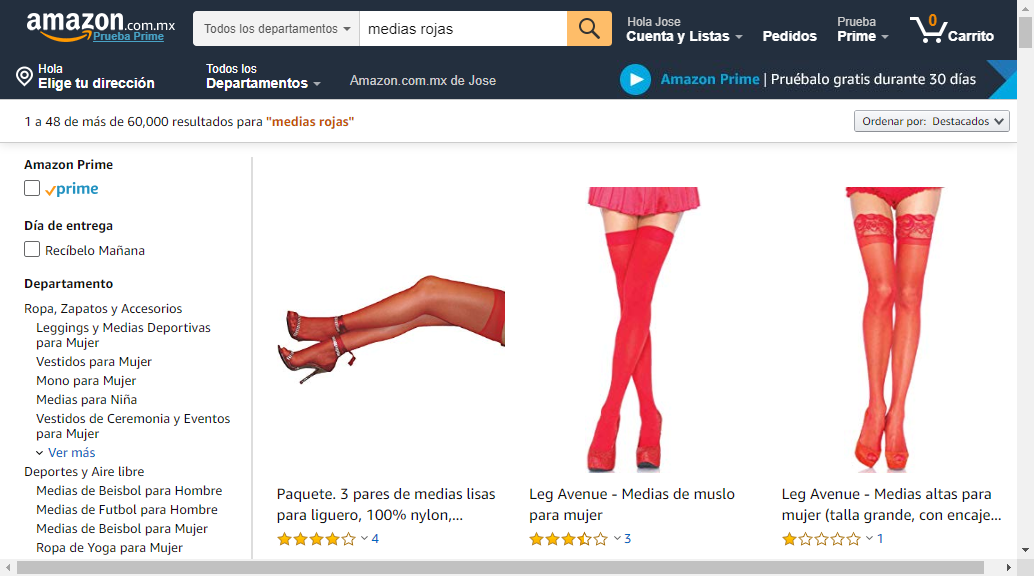 amazon.com.mx
Prueba Prime
Todos los departamentos
medias rojas
Hola Jose
Cuenta y Listas
Pedidos
Prueba
Prime
0
Carrito
Hola
Elige tu dirección
Todos los
Departamentos
Amazon.com.mx de Jose
Amazon Prime | Pruébalo gratis durante 30 días
1 a 48 de más de 60,000 resultados para "medias rojas"
Ordenar por: Destacados
Amazon Prime
prime
Día de entrega
Recíbelo Mañana
Departamento
Ropa, Zapatos y Accesorios
Leggings y Medias Deportivas
para Mujer
Vestidos para Mujer
Mono para Mujer
Medias para Niña
Vestidos de Ceremonia y Eventos
para Mujer
Ver más
Deportes y Aire libre
Medias de Beisbol para Hombre
Medias de Futbol para Hombre
Medias de Beisbol para Mujer
Ropa de Yoga para Mujer
Paquete. 3 pares de medias lisas
para liguero, 100% nylon,...
4
Leg Avenue - Medias de muslo
para mujer
3
Leg Avenue - Medias altas para
mujer (talla grande, con encaje...
1